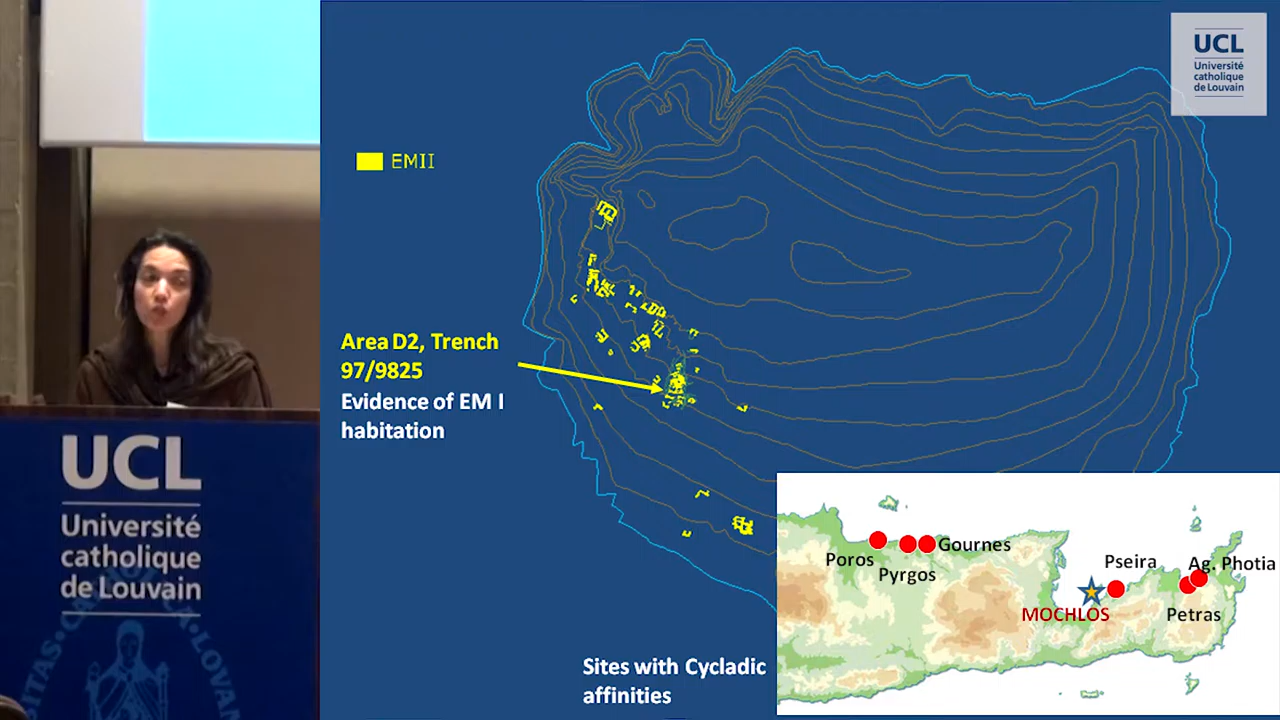 UCL
Université
catholique
de Louvain
EMII
Area D2, Trench
97/9825
Evidence of EM I
habitation
Poros
Pyrgos
Gournes
Pseira
Ag. Photia
MOCHLOS
Petras
Sites with Cycladic
affinities
UCL
Université
catholique
de Louvain